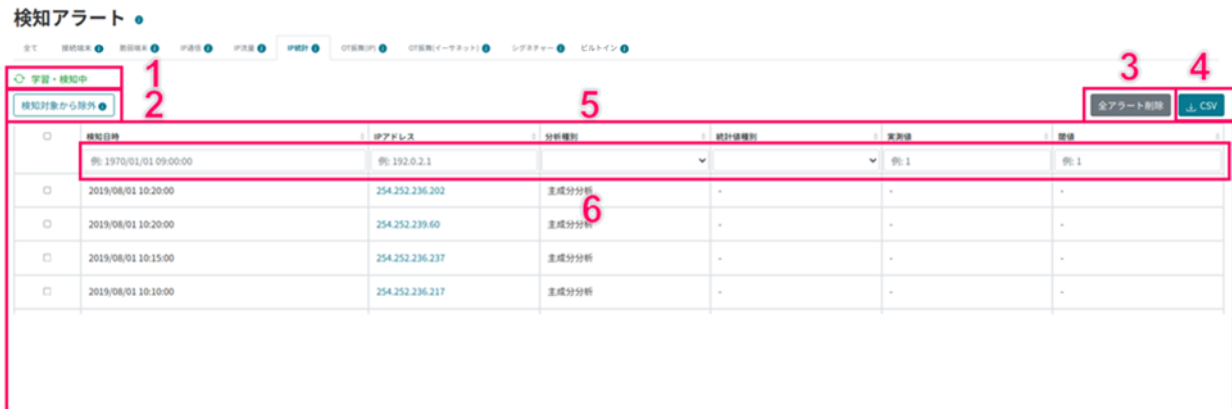 検知アラート
全て 接続端末 脆弱端末 IP通信 IP流量 IP統計 OT振舞(IP) OT振舞(イーサネット) シグネチャー ビルトイン
学習・検知中
1
2
3
4
検知対象から除外
5
全アラート削除
CSV
検知日時 IPアドレス 分析種別 統計値種別 実測値 閾値
例: 1970/01/01 09:00:00 例: 192.0.2.1 例: 1 例: 1
2019/08/01 10:20:00 254.252.236.202 主成分分析 - - -
6
2019/08/01 10:20:00 254.252.239.60 主成分分析 - - -
2019/08/01 10:15:00 254.252.236.237 主成分分析 - - -
2019/08/01 10:10:00 254.252.236.217 主成分分析 - - -